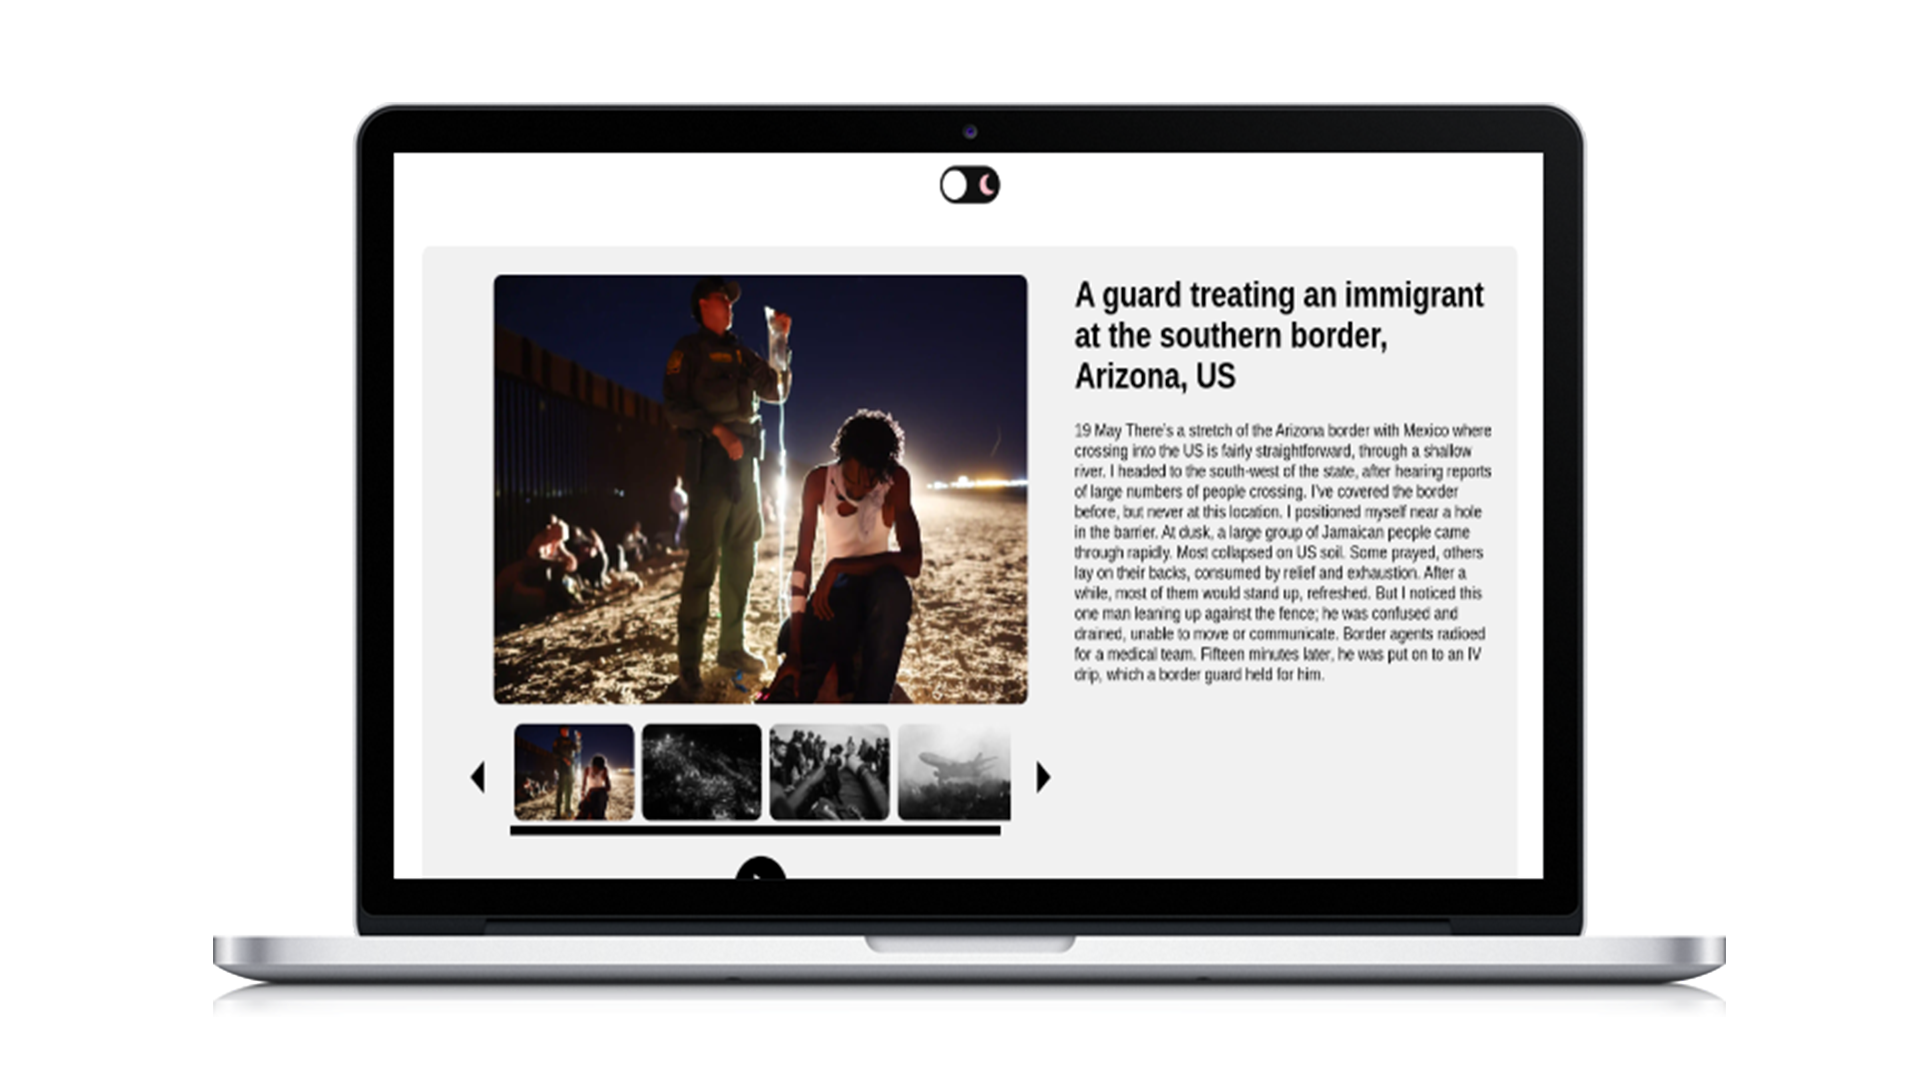 A guard treating an immigrant
at the southern border,
Arizona, US
19 May There's a stretch of the Arizona border with Mexico where
crossing into the US is fairly straightforward, through a shallow
river. I headed to the south-west of the state, after hearing reports
of large numbers of people crossing. I've covered the border
before, but never at this location. I positioned myself near a hole
in the barrier. At dusk, a large group of Jamaican people came
through rapidly. Most collapsed on US soil. Some prayed, others
lay on their backs, consumed by relief and exhaustion. After a
while, most of them would stand up, refreshed. But I noticed this
one man leaning up against the fence; he was confused and
drained, unable to move or communicate. Border agents radioed
for a medical team. Fifteen minutes later, he was put on to an IV
drip, which a border guard held for him.